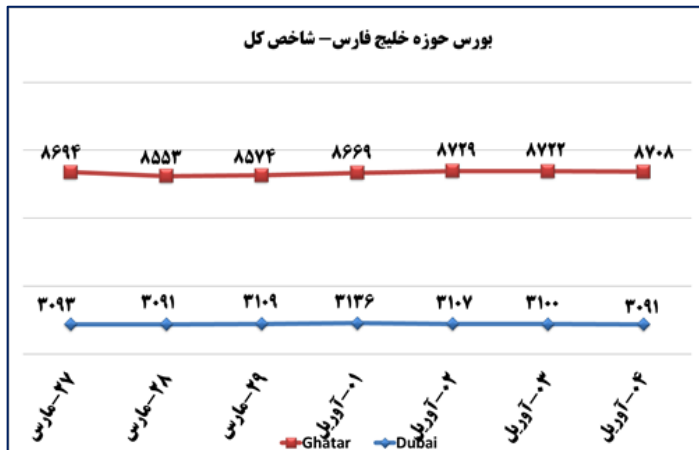 بورس حوزه خلیج فارس– شاخص کل
۸۶۹۴ ۸۵۵۳ ۸۵۷۴ ۸۶۶۹ ۸۷۲۹ ۸۷۲۲ ۸۷۰۸
۳۰۹۳ ۳۰۹۱ ۳۱۰۹ ۳۱۳۶ ۳۱۰۷ ۳۱۰۰ ۳۰۹۱
۲۷-مارس ۲۸-مارس ۲۹-مارس ۰۱-آوریل ۰۲-آوریل ۰۳-آوریل ۰۴-آوریل
Ghatar Dubai